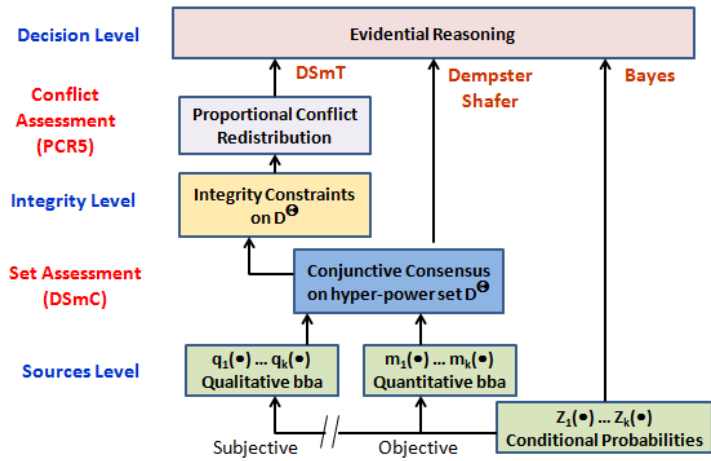 Decision Level
Evidential Reasoning
DSmT
Dempster
Shafer
Bayes
Conflict
Assessment
(PCR5)
Proportional Conflict
Redistribution
Integrity Level
Integrity Constraints
on D^Θ
Set Assessment
(DSmC)
Conjunctive Consensus
on hyper-power set D^Θ
Sources Level
q₁(•) ... qₖ(•)
Qualitative bba
m₁(•) ... mₖ(•)
Quantitative bba
Z₁(•) ... Zₖ(•)
Conditional Probabilities
Subjective
//
Objective